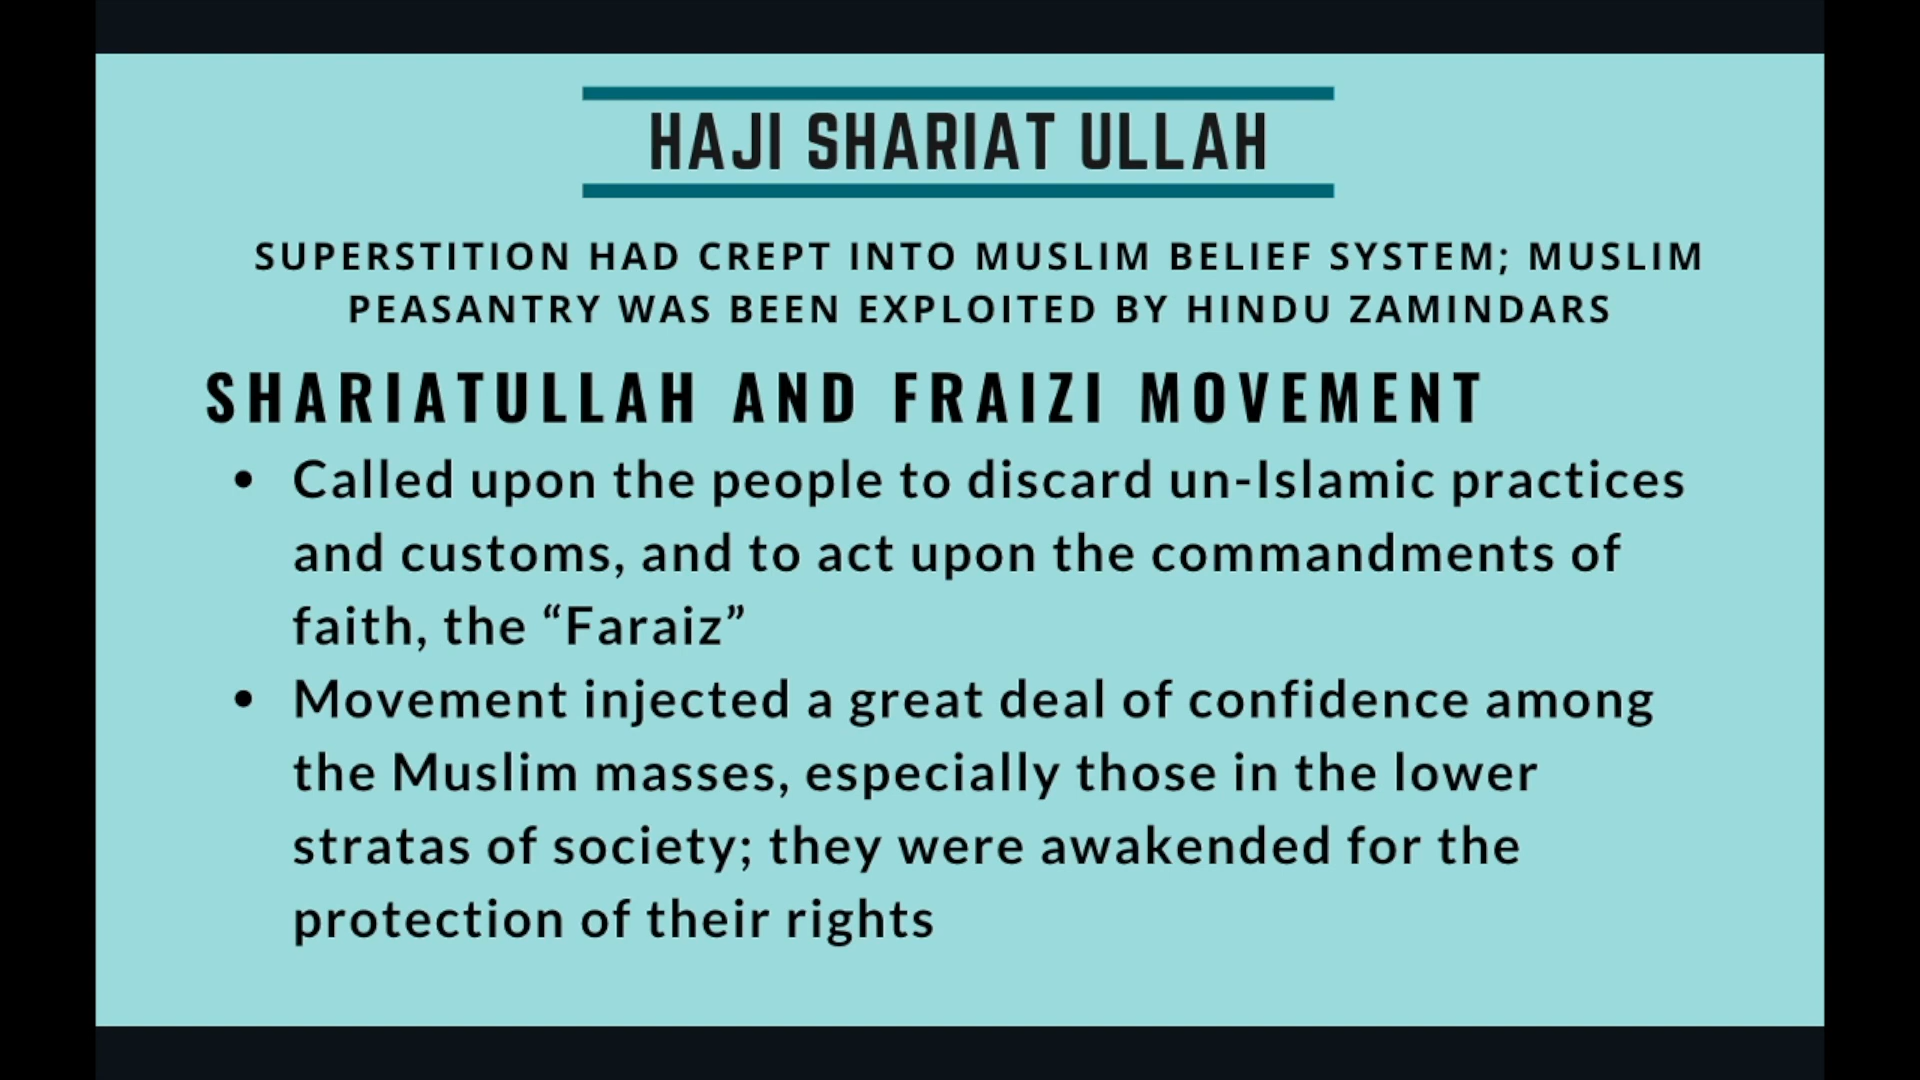 HAJI SHARIAT ULLAH
SUPERSTITION HAD CREPT INTO MUSLIM BELIEF SYSTEM; MUSLIM
PEASANTRY WAS BEEN EXPLOITED BY HINDU ZAMINDARS
SHARIATULLAH AND FRAIZI MOVEMENT
• Called upon the people to discard un-Islamic practices
and customs, and to act upon the commandments of
faith, the “Faraiz”
• Movement injected a great deal of confidence among
the Muslim masses, especially those in the lower
stratas of society; they were awakended for the
protection of their rights